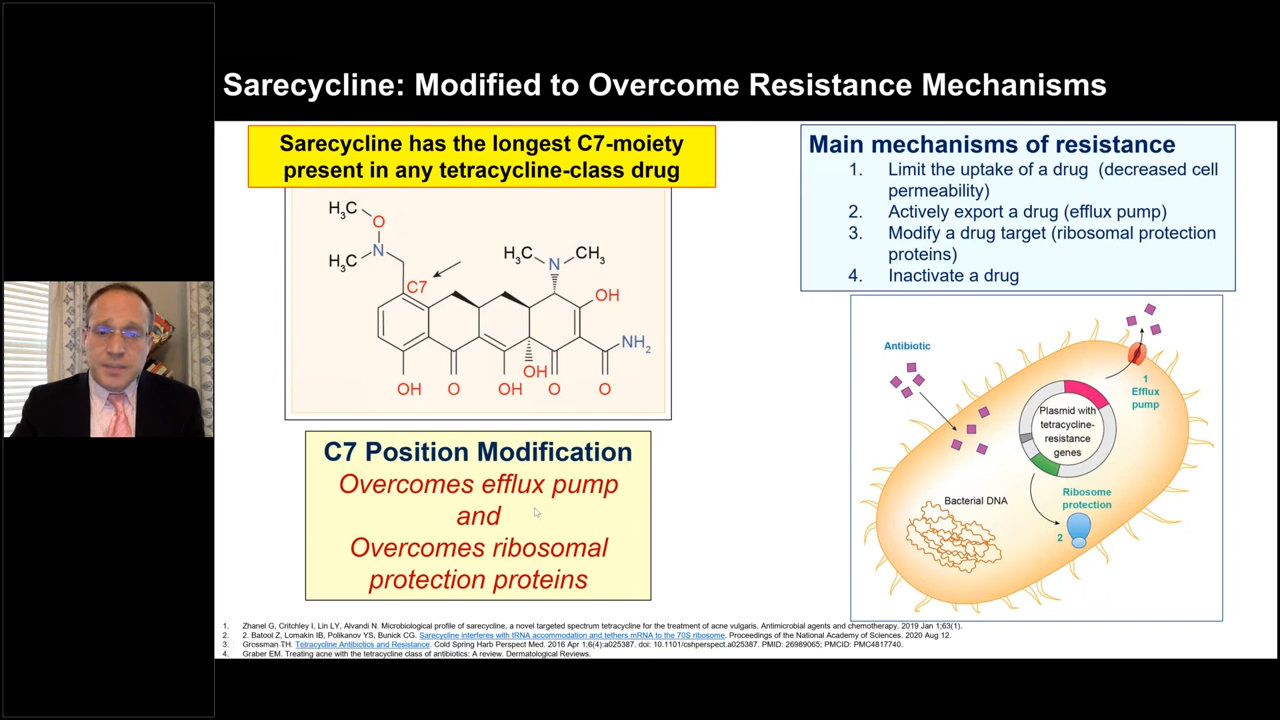 Sarecycline: Modified to Overcome Resistance Mechanisms
Sarecycline has the longest C7-moiety
present in any tetracycline-class drug
H₃C
O
N
H₃C
C7
H₃C
CH₃
N
OH
NH₂
OH
OH
O
OH
O
O
C7 Position Modification
Overcomes efflux pump
and
Overcomes ribosomal
protection proteins
Main mechanisms of resistance
1. Limit the uptake of a drug (decreased cell
permeability)
2. Actively export a drug (efflux pump)
3. Modify a drug target (ribosomal protection
proteins)
4. Inactivate a drug
Antibiotic
1
Efflux
pump
Plasmid with
tetracycline-
resistance
genes
Bacterial DNA
Ribosome
protection
2
1. Zhanel G, Critchley I, Lin LY, Alvandi N. Microbiological profile of sarecycline, a novel targeted spectrum tetracycline for the treatment of acne vulgaris. Antimicrobial agents and chemotherapy. 2019 Jan 1;63(1).
2. 2. Batool Z, Lomakin IB, Polikanov YS, Bunick CG. Sarecycline interferes with tRNA accommodation and tethers mRNA to the 70S ribosome. Proceedings of the National Academy of Sciences. 2020 Aug 12.
3. Grossman TH. Tetracycline Antibiotics and Resistance. Cold Spring Harb Perspect Med. 2016 Apr 1;6(4):a025387. doi: 10.1101/cshperspect.a025387. PMID: 26989065; PMCID: PMC4817740.
4. Graber EM. Treating acne with the tetracycline class of antibiotics: A review. Dermatological Reviews.